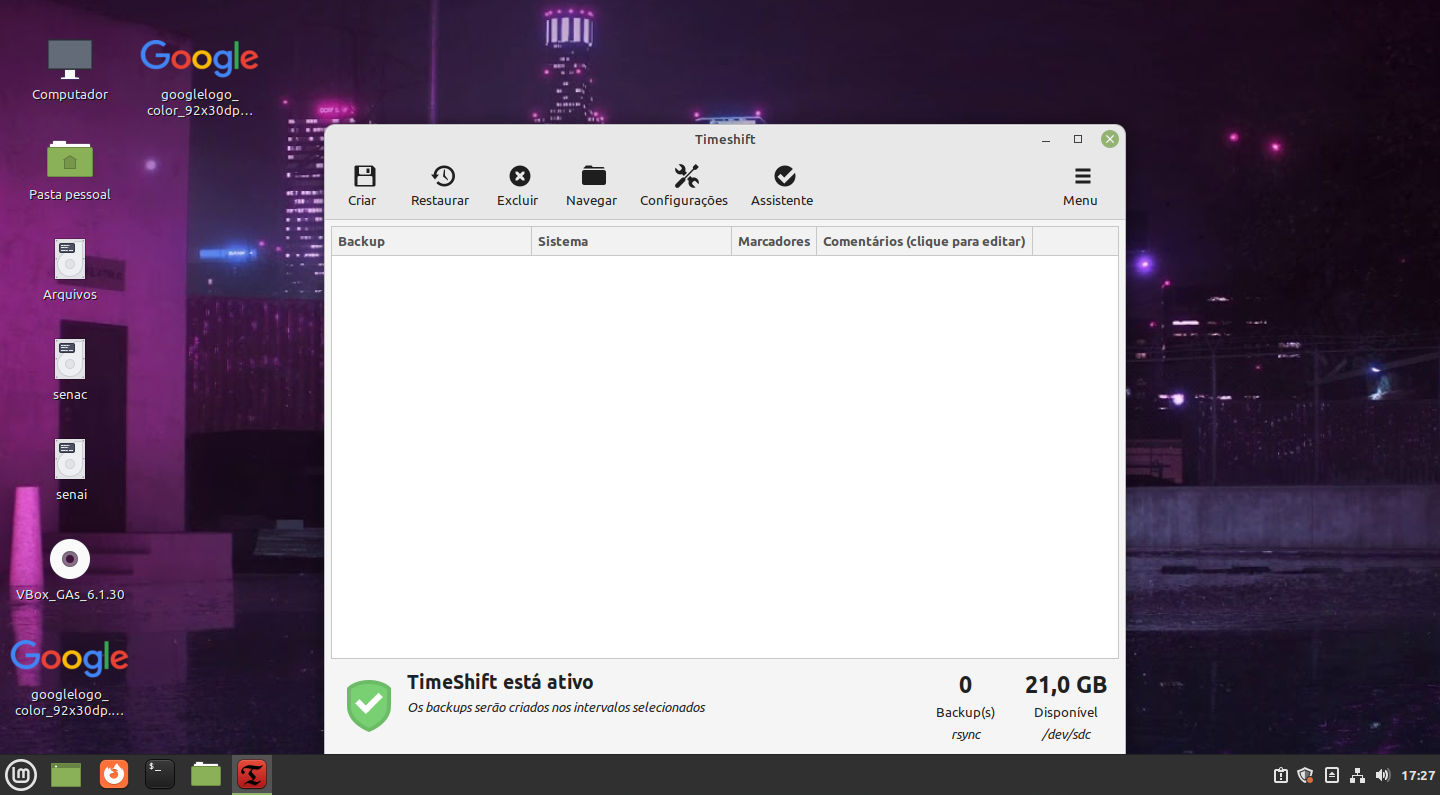 Computador
Google
googlelogo_
color_92x30dp...
Pasta pessoal
Arquivos
senac
senai
VBox_GAs_6.1.30
Google
googlelogo_
color_92x30dp....
Timeshift
Criar
Restaurar
Excluir
Navegar
Configurações
Assistente
Menu
Backup
Sistema
Marcadores
Comentários (clique para editar)
TimeShift está ativo
Os backups serão criados nos intervalos selecionados
0
Backup(s)
rsync
21,0 GB
Disponível
/dev/sdc
$_
17:27